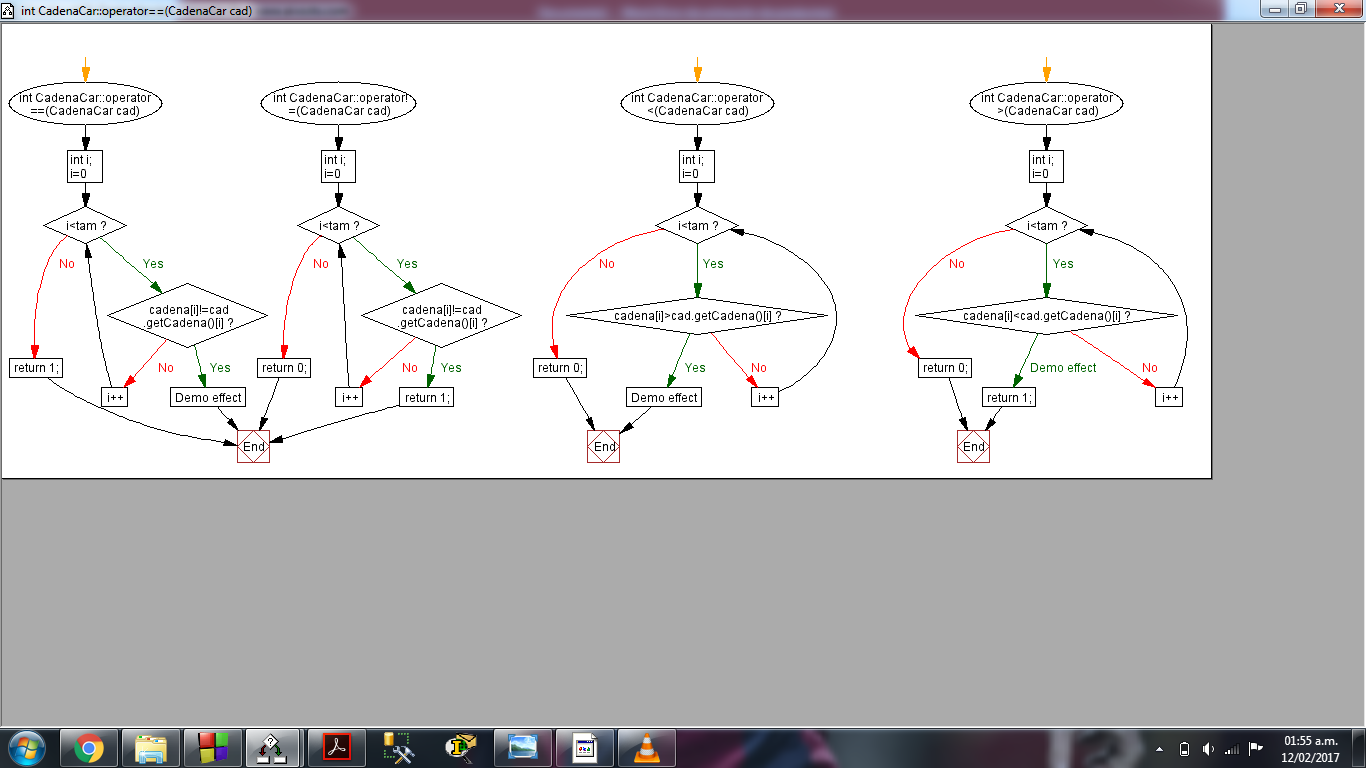 int CadenaCar::operator==(CadenaCar cad)
int CadenaCar::operator
==(CadenaCar cad)
int i;
i=0
i<tam ?
No
Yes
cadena[i]!=cad
.getCadena()[i] ?
return 1;
No
Yes
i++
Demo effect
int CadenaCar::operator!
=(CadenaCar cad)
int i;
i=0
i<tam ?
No
Yes
cadena[i]!=cad
.getCadena()[i] ?
return 0;
No
Yes
i++
return 1;
End
int CadenaCar::operator
<(CadenaCar cad)
int i;
i=0
i<tam ?
No
Yes
cadena[i]>cad.getCadena()[i] ?
return 0;
Yes
No
Demo effect
i++
End
int CadenaCar::operator
>(CadenaCar cad)
int i;
i=0
i<tam ?
No
Yes
cadena[i]<cad.getCadena()[i] ?
return 0;
Demo effect
No
return 1;
i++
End
01:55 a.m.
12/02/2017